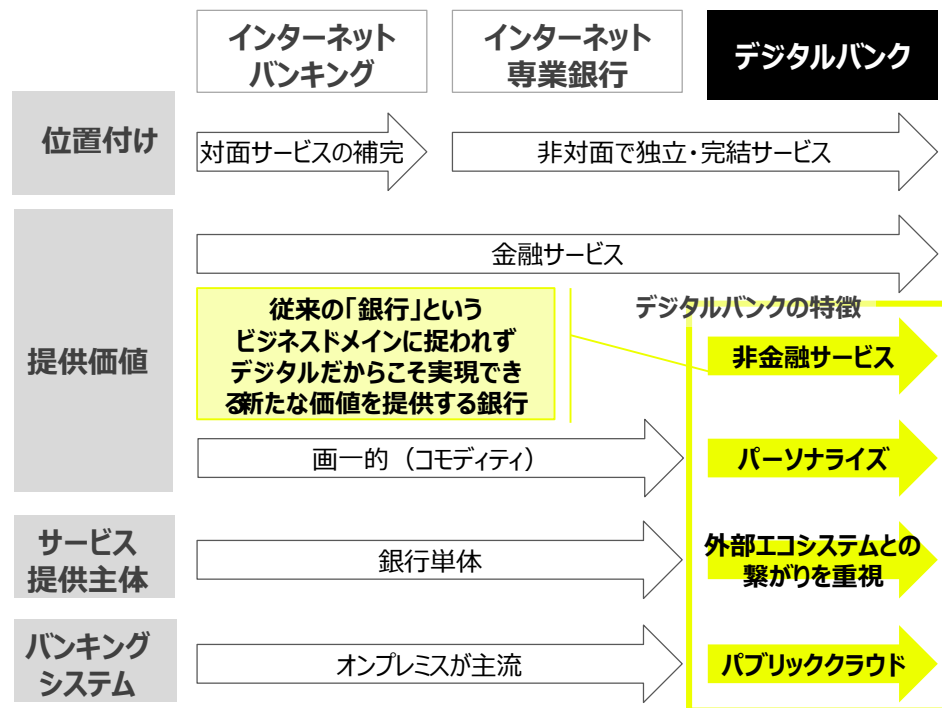 インターネット
バンキング
インターネット
専業銀行
デジタルバンク
位置付け
対面サービスの補完
非対面で独立・完結サービス
提供価値
金融サービス
従来の「銀行」という
ビジネスドメインに捉われず
デジタルだからこそ実現でき
る新たな価値を提供する銀行
デジタルバンクの特徴
非金融サービス
画一的（コモディティ）
パーソナライズ
サービス
提供主体
銀行単体
外部エコシステムとの
繋がりを重視
バンキング
システム
オンプレミスが主流
パブリッククラウド